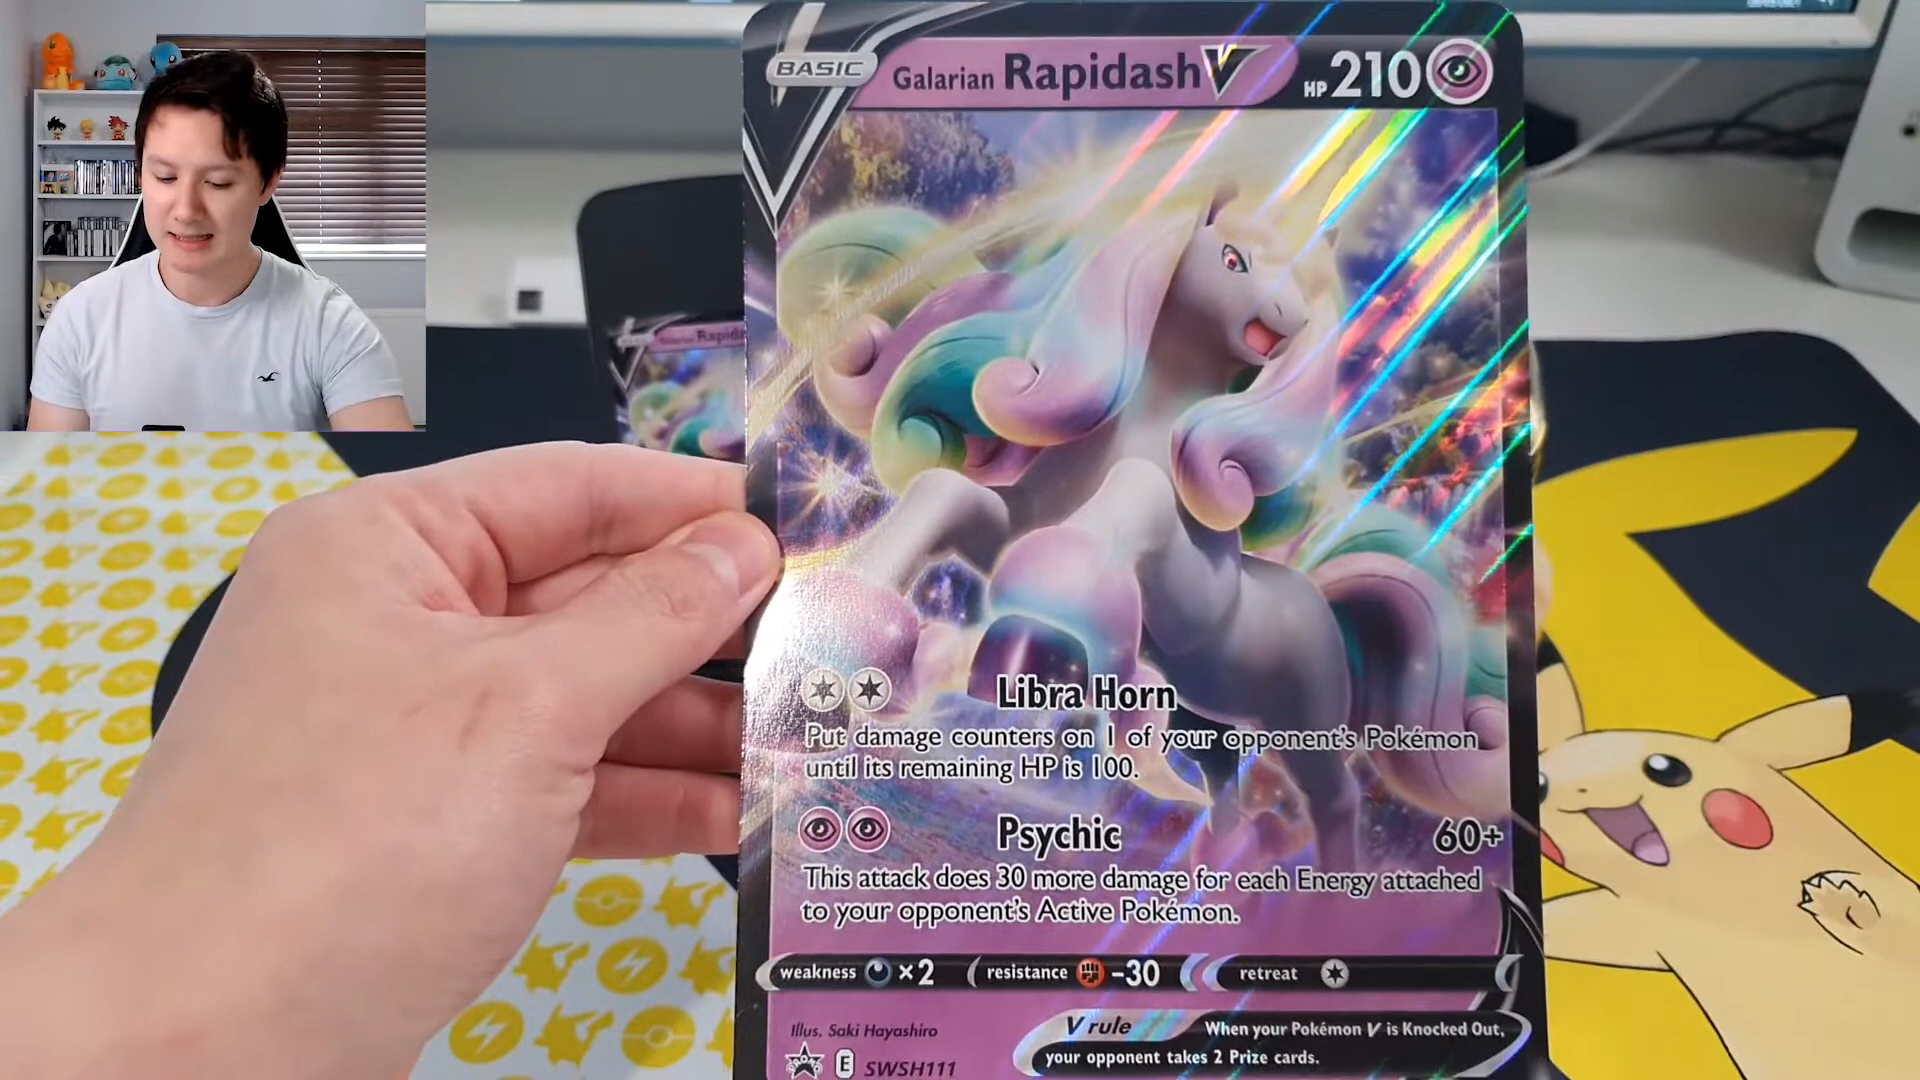 BASIC
Galarian Rapidash V HP 210
Rapida
Libra Horn
Put damage counters on 1 of your opponent's Pokémon
until its remaining HP is 100.
Psychic 60+
This attack does 30 more damage for each Energy attached
to your opponent's Active Pokémon.
weakness ×2 resistance -30 retreat
Illus. Saki Hayashiro
V rule When your Pokémon V is Knocked Out,
your opponent takes 2 Prize cards.
E SWSH111